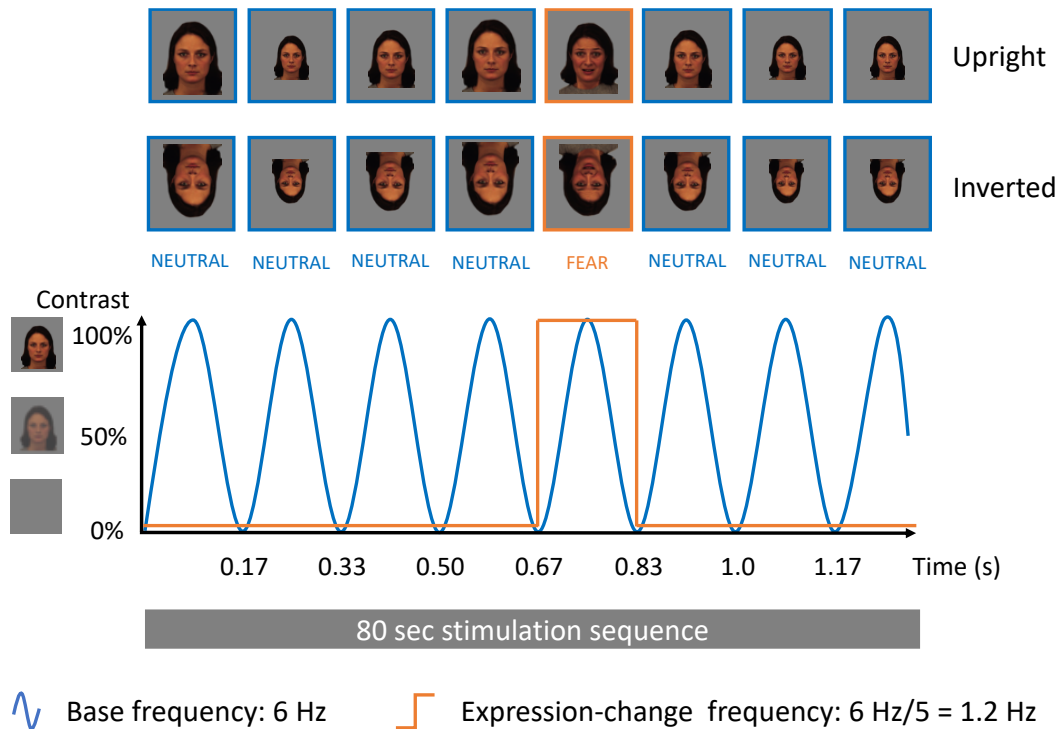 Upright
Inverted
NEUTRAL NEUTRAL NEUTRAL NEUTRAL FEAR NEUTRAL NEUTRAL NEUTRAL
Contrast
100%
50%
0%
0.17 0.33 0.50 0.67 0.83 1.0 1.17 Time (s)
80 sec stimulation sequence
Base frequency: 6 Hz Expression-change frequency: 6 Hz/5 = 1.2 Hz